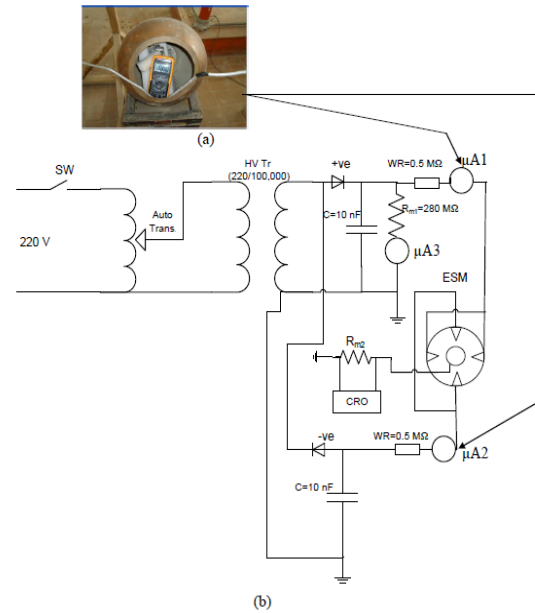 (a)
HV Tr
(220/100,000)
+ve
WR=0.5 MΩ
µA1
SW
Auto
Trans.
220 V
C=10 nF
Rm1=280 MΩ
µA3
ESM
Rm2
CRO
-ve
WR=0.5 MΩ
µA2
C=10 nF
(b)